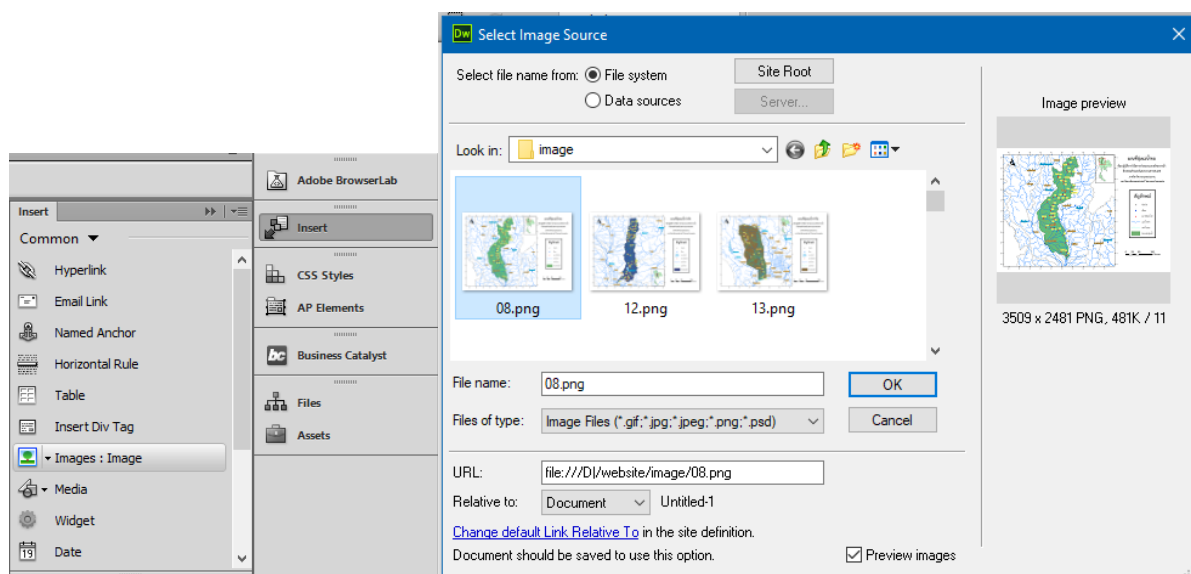 Dw Select Image Source
Select file name from: File system Site Root
Data sources Server...
Image preview
Look in: image
08.png 12.png 13.png
3509 x 2481 PNG, 481K / 11
File name: 08.png OK
Files of type: Image Files (*.gif;*.jpg;*.jpeg;*.png;*.psd) Cancel
URL: file:///D|/website/image/08.png
Relative to: Document Untitled-1
Change default Link Relative To in the site definition.
Document should be saved to use this option. Preview images
Insert
Common
Hyperlink
Email Link
Named Anchor
Horizontal Rule
Table
Insert Div Tag
Images : Image
Media
Widget
19 Date
Adobe BrowserLab
Insert
CSS Styles
AP Elements
bc Business Catalyst
Files
Assets